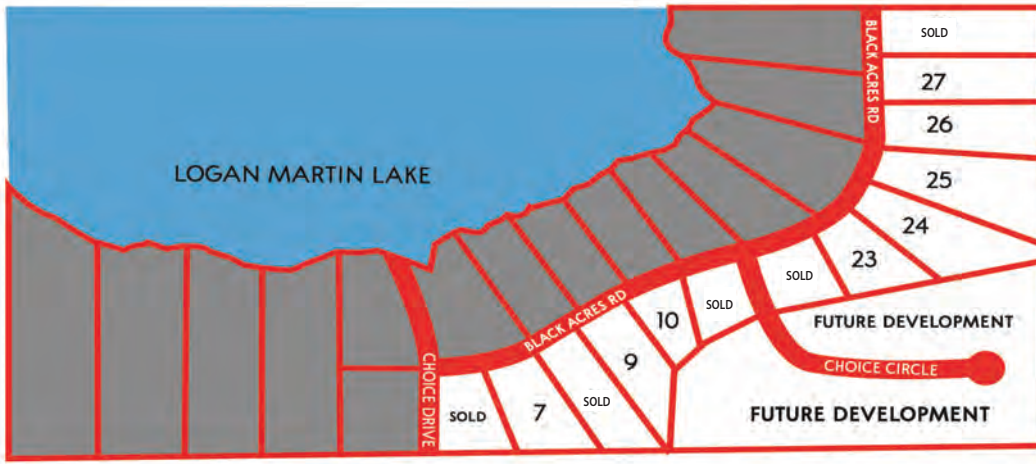 SOLD
BLACK ACRES RD
27
26
LOGAN MARTIN LAKE
25
24
23
SOLD
SOLD
10
BLACK ACRES RD
FUTURE DEVELOPMENT
9
CHOICE CIRCLE
CHOICE DRIVE
SOLD
7
SOLD
FUTURE DEVELOPMENT